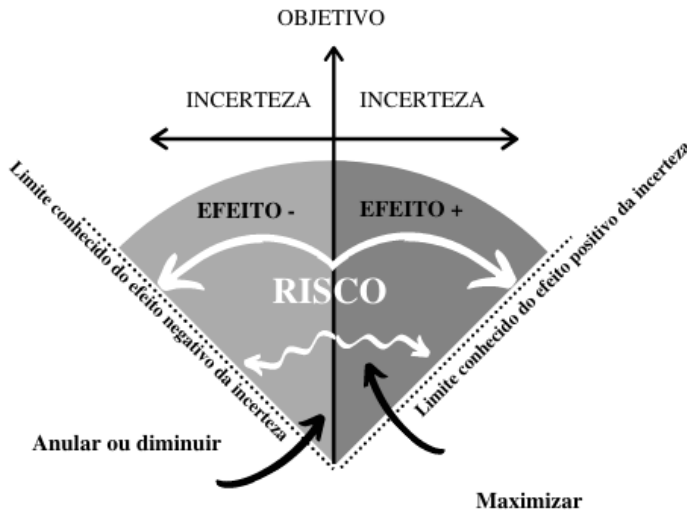 OBJETIVO
INCERTEZA
INCERTEZA
EFEITO -
EFEITO +
RISCO
Limite conhecido do efeito negativo da incerteza
Limite conhecido do efeito positivo da incerteza
Anular ou diminuir
Maximizar